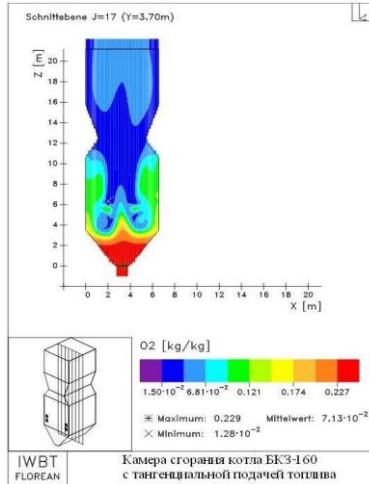 Schnittebene J=17 (Y=3.70m)
Z [m]
20
18
16
14
12
10
8
6
4
2
0
0 2 4 6 8 10 12 14 16 18 20
X [m]
O2 [kg/kg]
1.50·10⁻² 6.81·10⁻² 0.121 0.174 0.227
✳ Maximum: 0.229 Mittelwert: 7.13·10⁻²
× Minimum: 1.28·10⁻²
IWBT
FLOREAN
Камера сгорания котла БКЗ-160
с тангенциальной подачей топлива